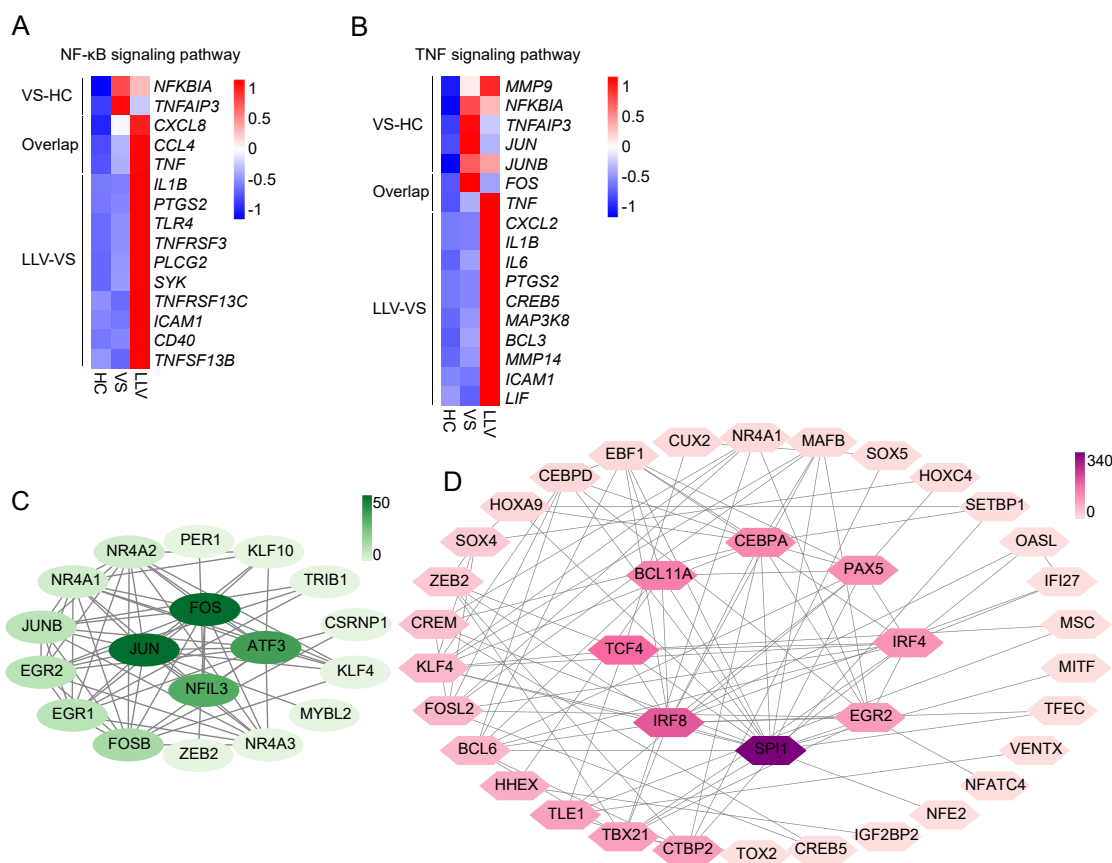 A
NF-κB signaling pathway
VS-HC
Overlap
LLV-VS
NFKBIA
TNFAIP3
CXCL8
CCL4
TNF
IL1B
PTGS2
TLR4
TNFRSF3
PLCG2
SYK
TNFRSF13C
ICAM1
CD40
TNFSF13B
HC
VS
LLV
1
0.5
0
-0.5
-1
B
TNF signaling pathway
VS-HC
Overlap
LLV-VS
MMP9
NFKBIA
TNFAIP3
JUN
JUNB
FOS
TNF
CXCL2
IL1B
IL6
PTGS2
CREB5
MAP3K8
BCL3
MMP14
ICAM1
LIF
HC
VS
LLV
1
0.5
0
-0.5
-1
C
50
0
PER1
NR4A2
KLF10
NR4A1
TRIB1
FOS
JUNB
CSRNP1
JUN
ATF3
EGR2
KLF4
NFIL3
EGR1
MYBL2
FOSB
ZEB2
NR4A3
D
340
0
NR4A1
CUX2
MAFB
EBF1
SOX5
CEBPD
HOXC4
HOXA9
SETBP1
SOX4
CEBPA
OASL
BCL11A
PAX5
ZEB2
IFI27
CREM
MSC
TCF4
IRF4
KLF4
MITF
FOSL2
TFEC
IRF8
EGR2
BCL6
SPI1
VENTX
HHEX
NFATC4
TLE1
NFE2
TBX21
IGF2BP2
CTBP2
TOX2
CREB5